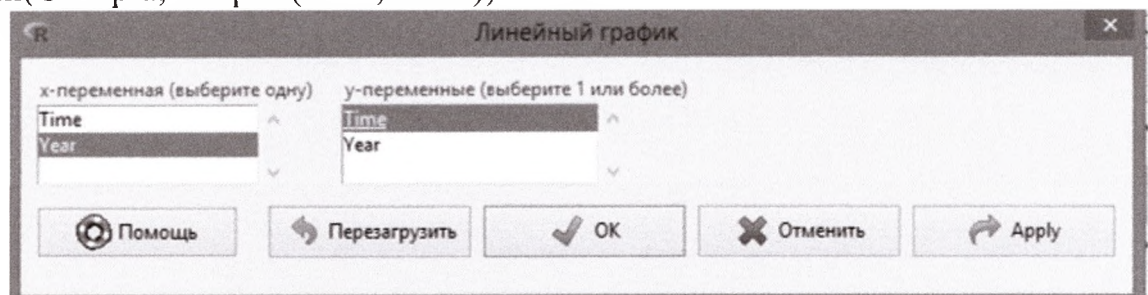 Линейный график
х-переменная (выберите одну) у-переменные (выберите 1 или более)
Time Time
Year Year
Помощь Перезагрузить OK Отменить Apply